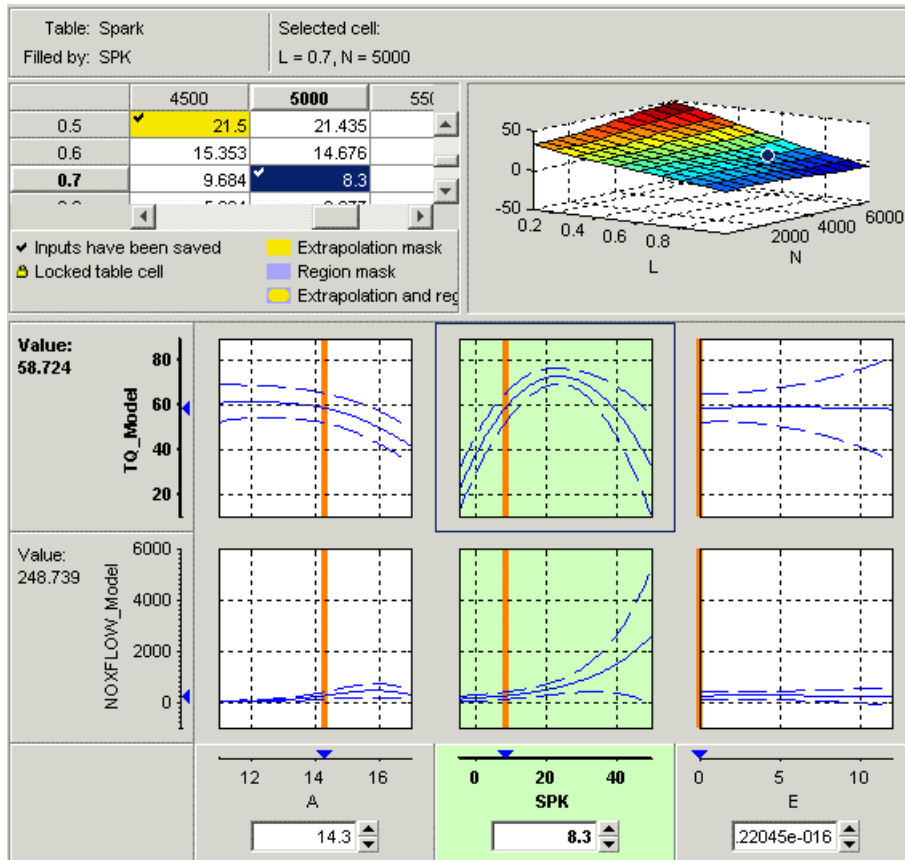 Table: Spark
Filled by: SPK
Selected cell:
L = 0.7, N = 5000
4500 5000
0.5 21.5 21.435
0.6 15.353 14.676
0.7 9.684 8.3
Inputs have been saved
Locked table cell
Extrapolation mask
Region mask
Extrapolation and reg
50
0
-50
0.2 0.4 0.6 0.8
L
2000 4000 6000
N
Value:
58.724
TQ_Model
80
60
40
20
Value:
248.739
NOXFLOW_Model
6000
4000
2000
0
12 14 16
A
14.3
0 20 40
SPK
8.3
0 5 10
E
.22045e-016